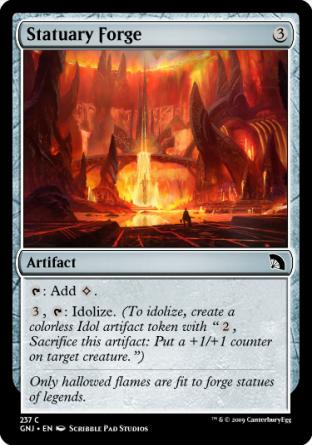 Statuary Forge 3
Artifact
: Add .
3 , : Idolize. (To idolize, create a
colorless Idol artifact token with “ 2 ,
Sacrifice this artifact: Put a +1/+1 counter
on target creature.”)
Only hallowed flames are fit to forge statues
of legends.
237 C
GNJ • EN Scribble Pad Studios
™ & © 2019 CanterburyEgg